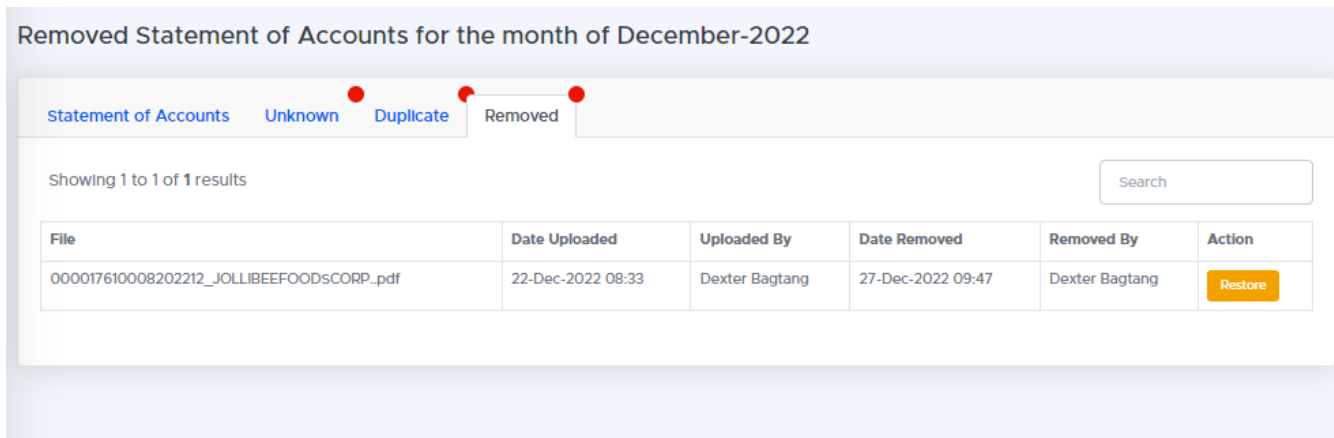 Removed Statement of Accounts for the month of December-2022
Statement of Accounts Unknown Duplicate Removed
Showing 1 to 1 of 1 results Search
File Date Uploaded Uploaded By Date Removed Removed By Action
000017610008202212_JOLLIBEEFOODSCORP..pdf 22-Dec-2022 08:33 Dexter Bagtang 27-Dec-2022 09:47 Dexter Bagtang Restore